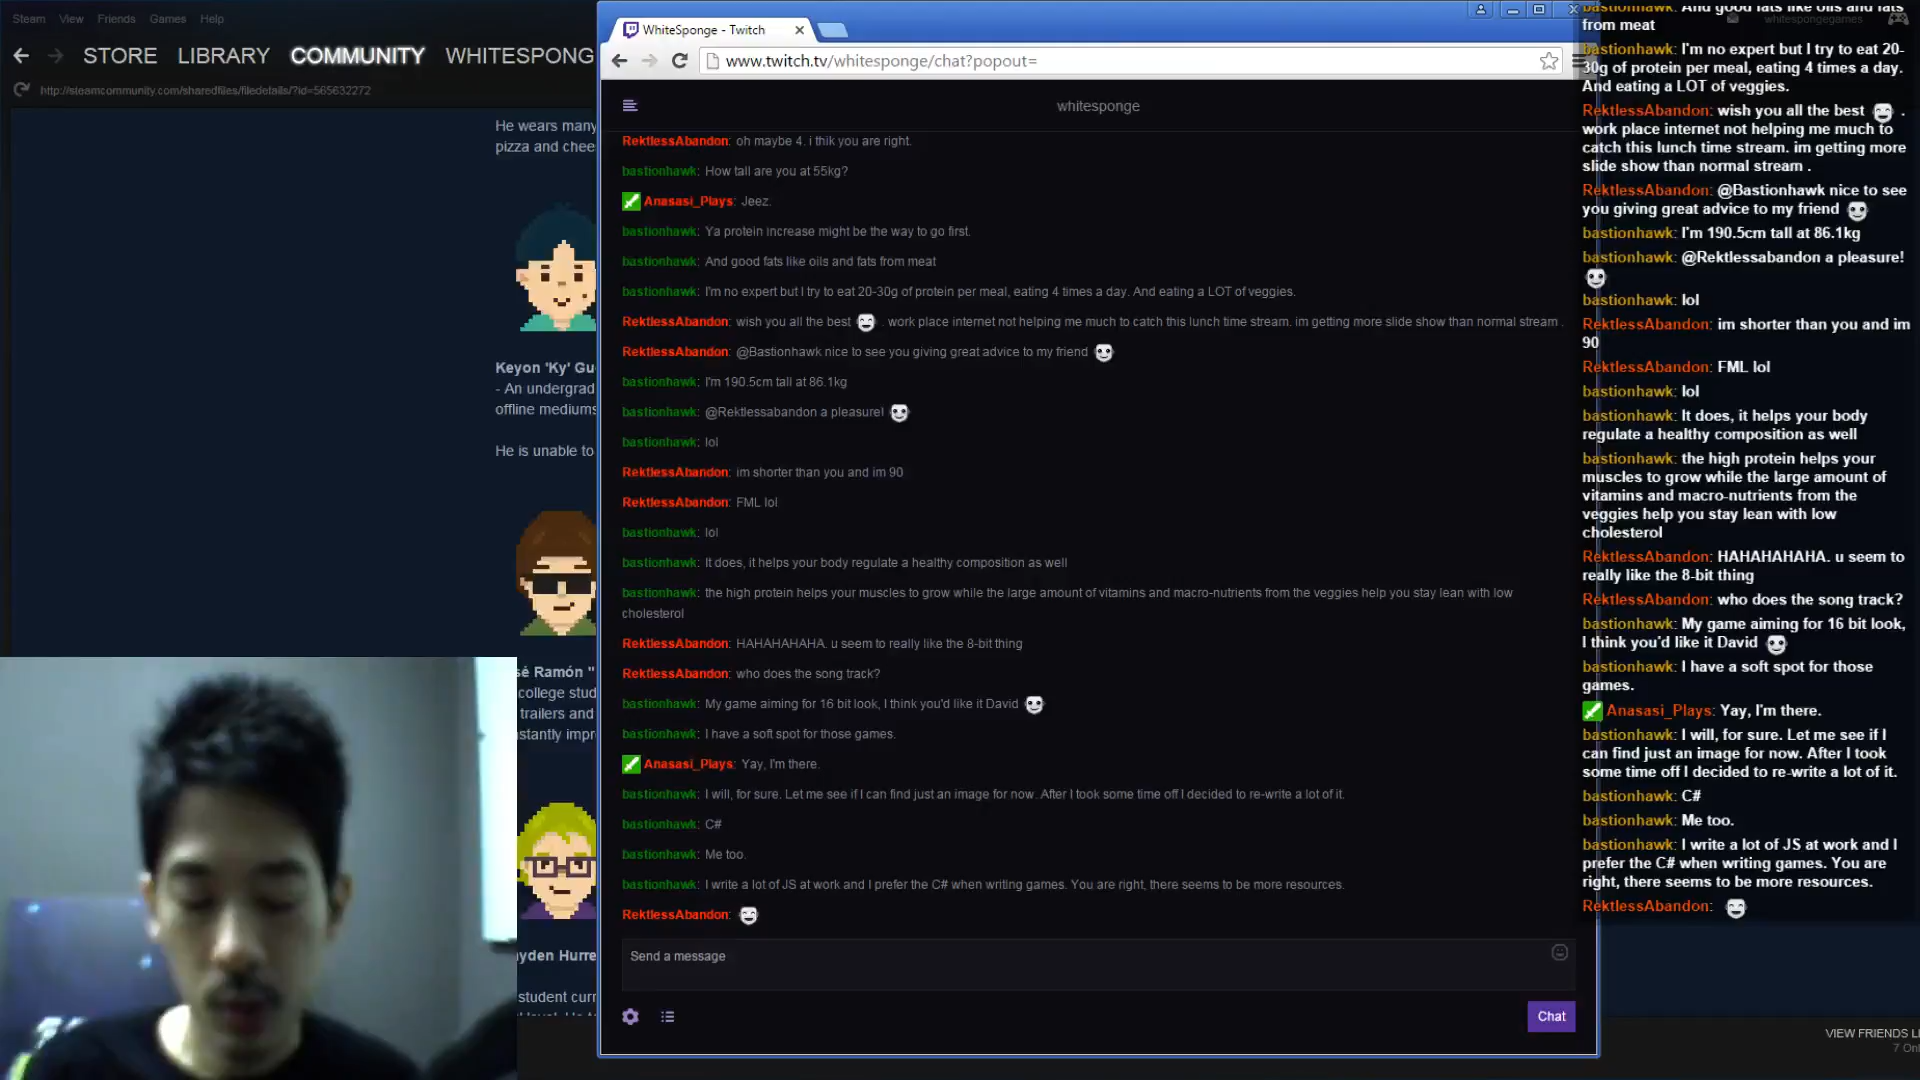 Steam View Friends Games Help
STORE LIBRARY COMMUNITY WHITESPONG
http://steamcommunity.com/sharedfiles/filedetails/?id=565632272
He wears many
pizza and chee
Keyon 'Ky' Gu
- An undergrad
offline mediums
He is unable to
sé Ramón "
college stud
trailers and
nstantly impr
yden Hurre
student curr
WhiteSponge - Twitch
www.twitch.tv/whitesponge/chat?popout=
whitesponge
RektlessAbandon: oh maybe 4. i thik you are right.
bastionhawk: How tall are you at 55kg?
Anasasi_Plays: Jeez.
bastionhawk: Ya protein increase might be the way to go first.
bastionhawk: And good fats like oils and fats from meat
bastionhawk: I'm no expert but I try to eat 20-30g of protein per meal, eating 4 times a day. And eating a LOT of veggies.
RektlessAbandon: wish you all the best . work place internet not helping me much to catch this lunch time stream. im getting more slide show than normal stream .
RektlessAbandon: @Bastionhawk nice to see you giving great advice to my friend
bastionhawk: I'm 190.5cm tall at 86.1kg
bastionhawk: @Rektlessabandon a pleasure!
bastionhawk: lol
RektlessAbandon: im shorter than you and im 90
RektlessAbandon: FML lol
bastionhawk: lol
bastionhawk: It does, it helps your body regulate a healthy composition as well
bastionhawk: the high protein helps your muscles to grow while the large amount of vitamins and macro-nutrients from the veggies help you stay lean with low
cholesterol
RektlessAbandon: HAHAHAHAHA. u seem to really like the 8-bit thing
RektlessAbandon: who does the song track?
bastionhawk: My game aiming for 16 bit look, I think you'd like it David
bastionhawk: I have a soft spot for those games.
Anasasi_Plays: Yay, I'm there.
bastionhawk: I will, for sure. Let me see if I can find just an image for now. After I took some time off I decided to re-write a lot of it.
bastionhawk: C#
bastionhawk: Me too.
bastionhawk: I write a lot of JS at work and I prefer the C# when writing games. You are right, there seems to be more resources.
RektlessAbandon:
Send a message
Chat
bastionhawk: And good fats like oils and fats
from meat
whitespongegames
bastionhawk: I'm no expert but I try to eat 20-
30g of protein per meal, eating 4 times a day.
And eating a LOT of veggies.
RektlessAbandon: wish you all the best .
work place internet not helping me much to
catch this lunch time stream. im getting more
slide show than normal stream .
RektlessAbandon: @Bastionhawk nice to see
you giving great advice to my friend
bastionhawk: I'm 190.5cm tall at 86.1kg
bastionhawk: @Rektlessabandon a pleasure!
bastionhawk: lol
RektlessAbandon: im shorter than you and im
90
RektlessAbandon: FML lol
bastionhawk: lol
bastionhawk: It does, it helps your body
regulate a healthy composition as well
bastionhawk: the high protein helps your
muscles to grow while the large amount of
vitamins and macro-nutrients from the
veggies help you stay lean with low
cholesterol
RektlessAbandon: HAHAHAHAHA. u seem to
really like the 8-bit thing
RektlessAbandon: who does the song track?
bastionhawk: My game aiming for 16 bit look,
I think you'd like it David
bastionhawk: I have a soft spot for those
games.
Anasasi_Plays: Yay, I'm there.
bastionhawk: I will, for sure. Let me see if I
can find just an image for now. After I took
some time off I decided to re-write a lot of it.
bastionhawk: C#
bastionhawk: Me too.
bastionhawk: I write a lot of JS at work and I
prefer the C# when writing games. You are
right, there seems to be more resources.
RektlessAbandon:
VIEW FRIENDS LI
7 Onl